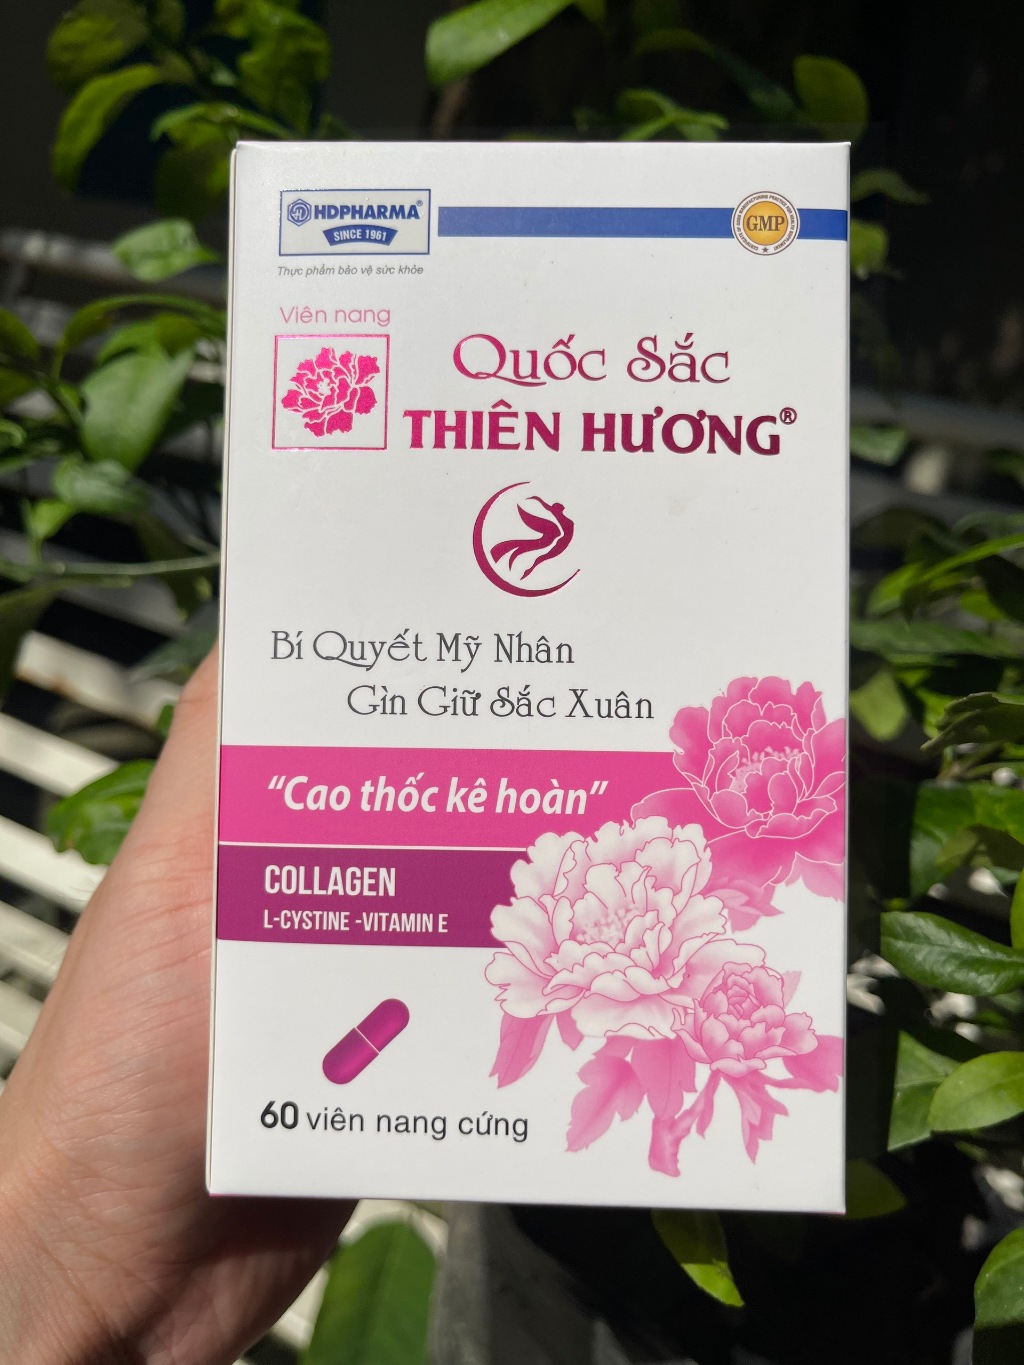 HDPHARMA®
SINCE 1961
GMP
Thực phẩm bảo vệ sức khỏe
Viên nang
Quốc Sắc
THIÊN HƯƠNG®
Bí Quyết Mỹ Nhân
Gìn Giữ Sắc Xuân
“Cao thốc kê hoàn”
COLLAGEN
L-CYSTINE -VITAMIN E
60 viên nang cứng